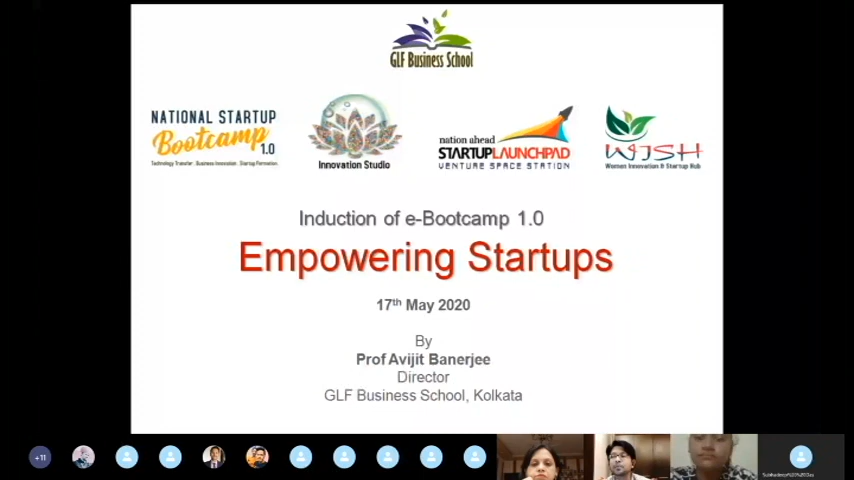 GLF Business School
NATIONAL STARTUP
Bootcamp
1.0
Technology Transfer . Business Innovation . Startup Formation
Innovation Studio
nation ahead
STARTUPLAUNCHPAD
VENTURE SPACE STATION
WISH
Women Innovation & Startup Hub
Induction of e-Bootcamp 1.0
Empowering Startups
17th May 2020
By
Prof Avijit Banerjee
Director
GLF Business School, Kolkata
+11